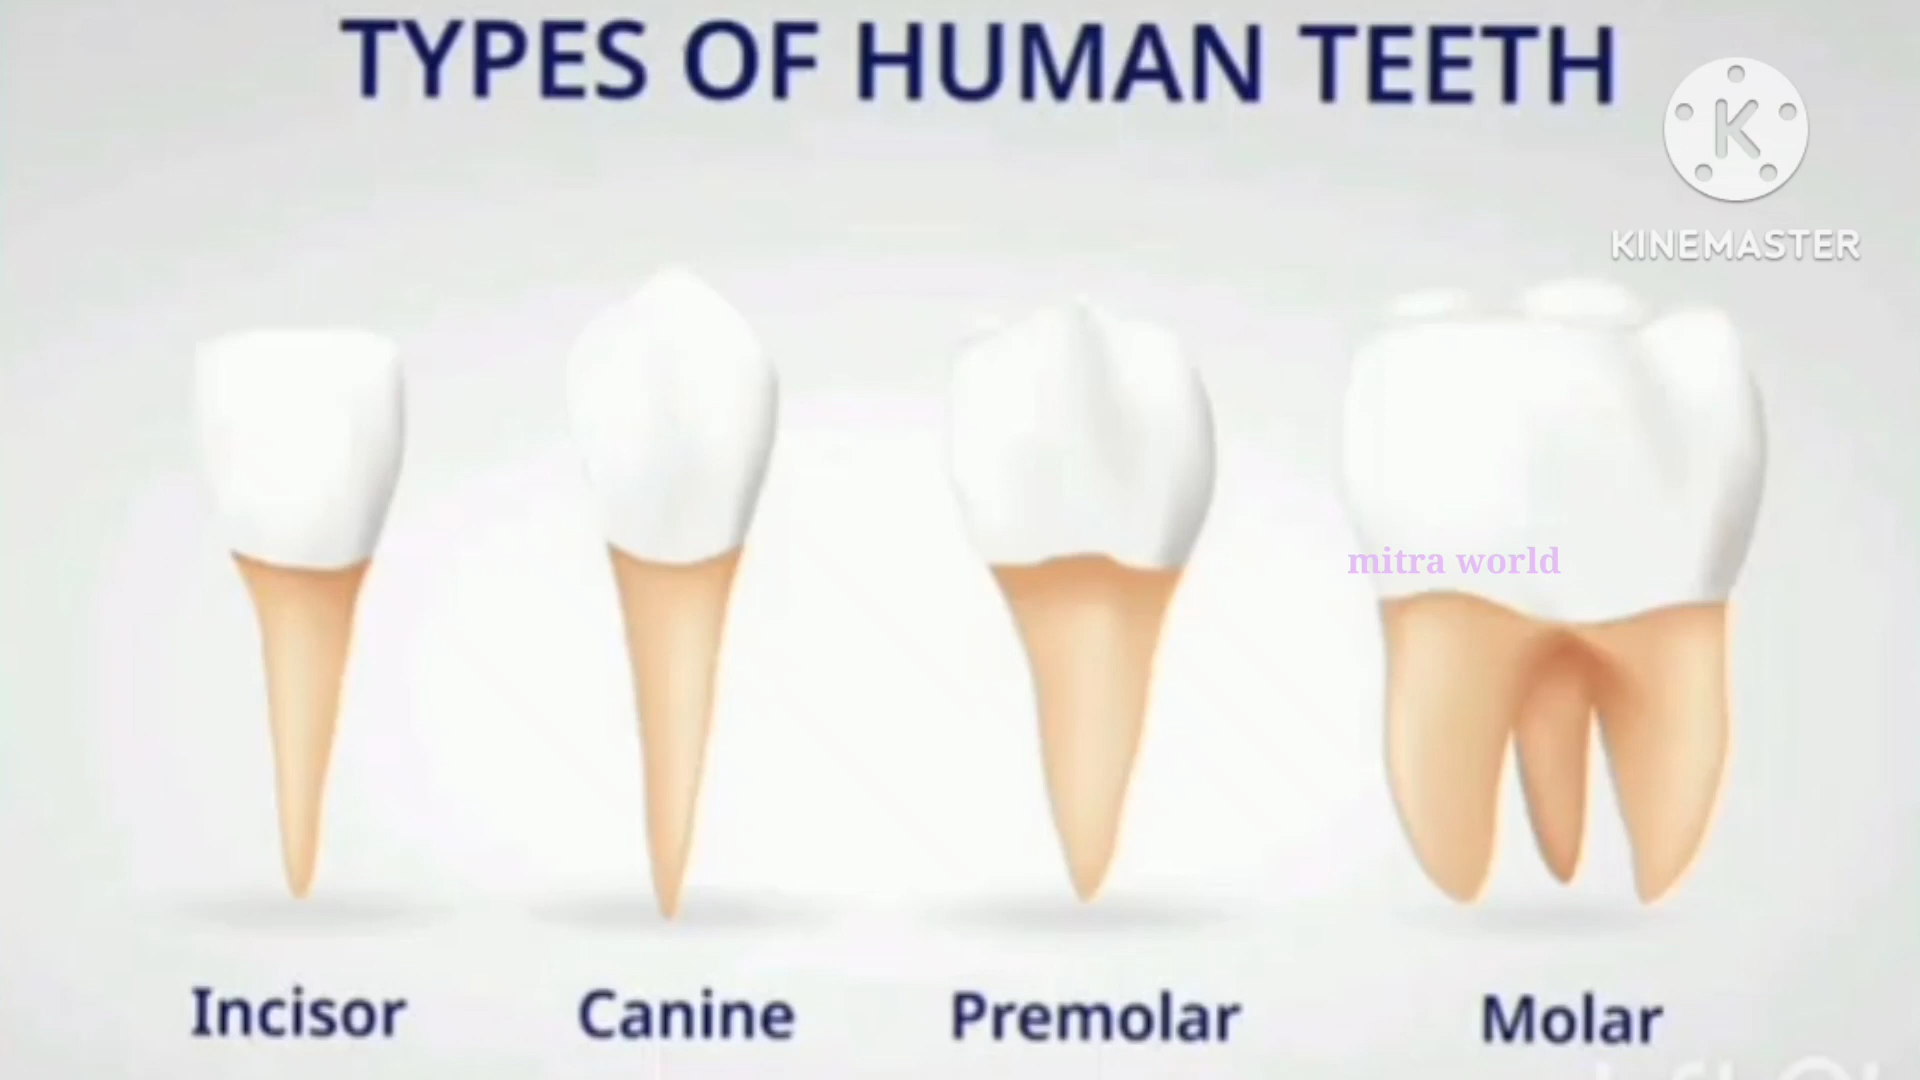 TYPES OF HUMAN TEETH
K
KINEMASTER
mitra world
Incisor Canine Premolar Molar